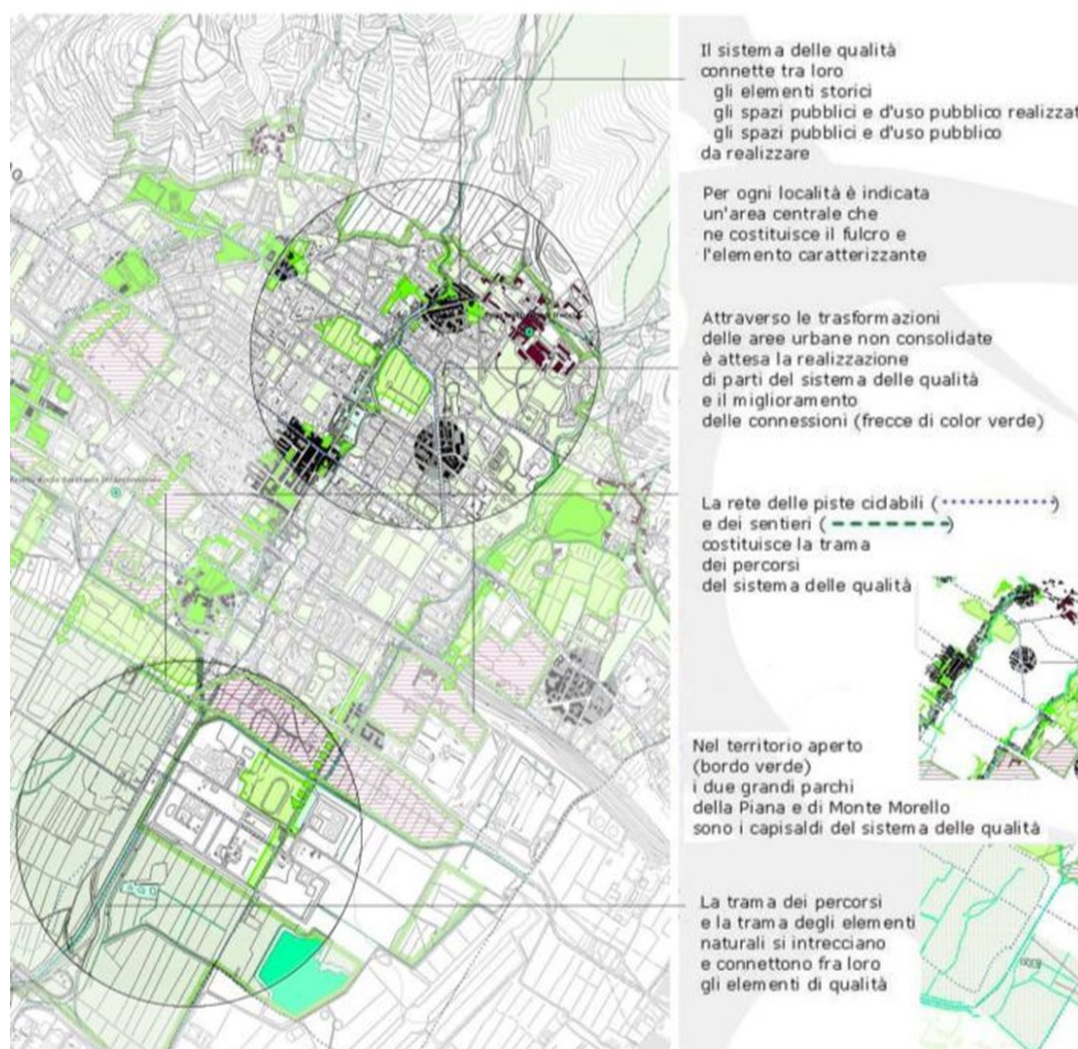 Il sistema delle qualità
connette tra loro
gli elementi storici
gli spazi pubblici e d'uso pubblico realizzat
gli spazi pubblici e d'uso pubblico
da realizzare
Per ogni località è indicata
un'area centrale che
ne costituisce il fulcro e
l'elemento caratterizzante
Attraverso le trasformazioni
delle aree urbane non consolidate
è attesa la realizzazione
di parti del sistema delle qualità
e il miglioramento
delle connessioni (frecce di color verde)
La rete delle piste ciclabili ( )
e dei sentieri ( )
costituisce la trama
dei percorsi
del sistema delle qualità
Nel territorio aperto
(bordo verde)
i due grandi parchi
della Piana e di Monte Morello
sono i capisaldi del sistema delle qualità
La trama dei percorsi
e la trama degli elementi
naturali si intrecciano
e connettono fra loro
gli elementi di qualità